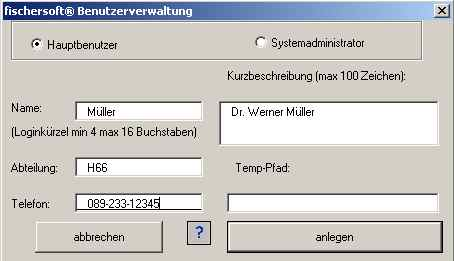 fischersoft® Benutzerverwaltung
Hauptbenutzer Systemadministrator
Kurzbeschreibung (max 100 Zeichen):
Name: Müller Dr. Werner Müller
(Loginkürzel min 4 max 16 Buchstaben)
Abteilung: H66 Temp-Pfad:
Telefon: 089-233-12345
abbrechen ? anlegen